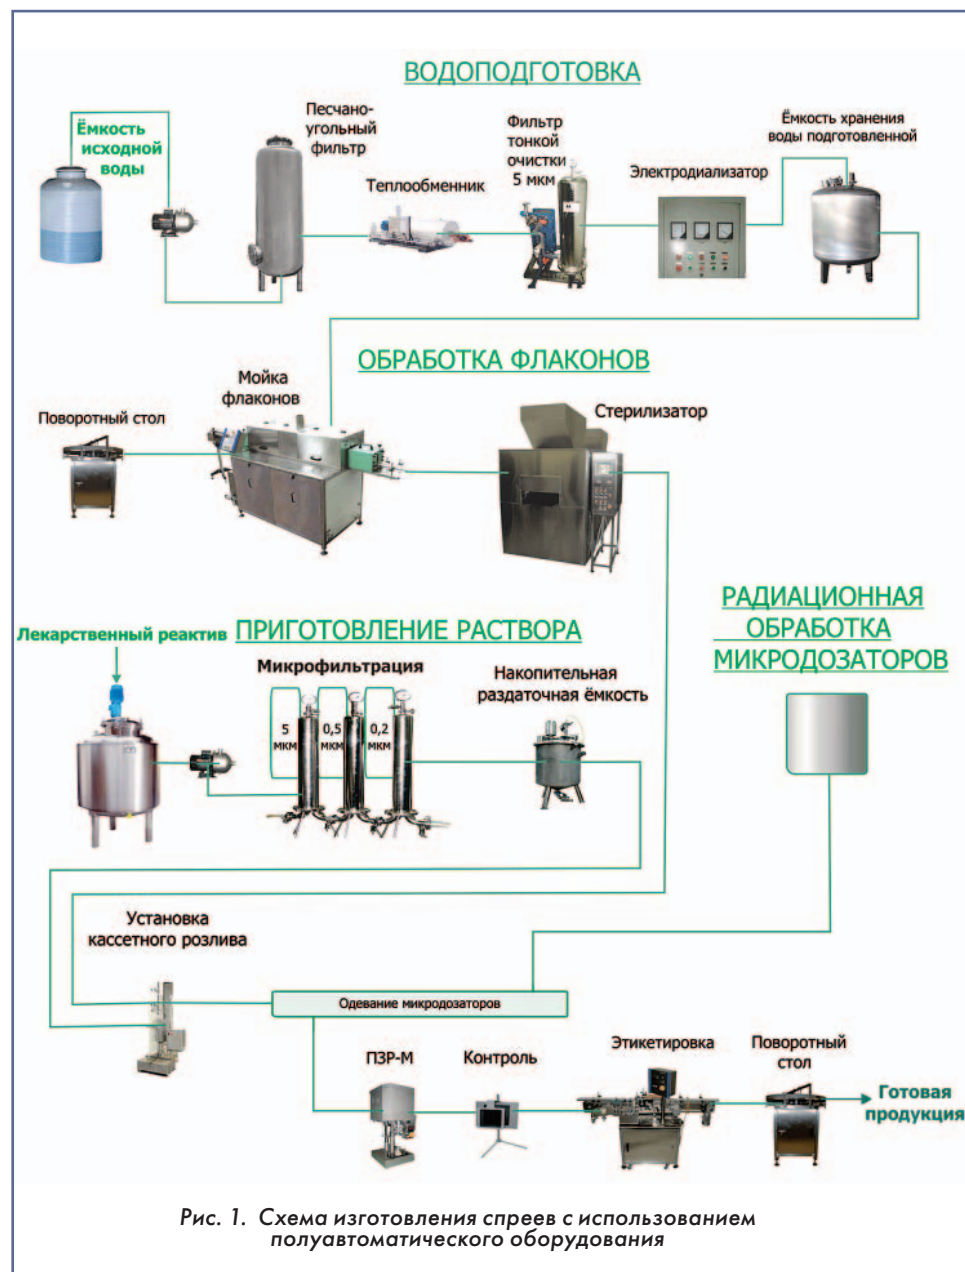 ВОДОПОДГОТОВКА
Ёмкость
исходной
воды
Песчано-
угольный
фильтр
Теплообменник
Фильтр
тонкой
очистки
5 мкм
Электродиализатор
Ёмкость хранения
воды подготовленной
ОБРАБОТКА ФЛАКОНОВ
Поворотный стол
Мойка
флаконов
Стерилизатор
РАДИАЦИОННАЯ
ОБРАБОТКА
МИКРОДОЗАТОРОВ
Лекарственный реактив
ПРИГОТОВЛЕНИЕ РАСТВОРА
Микрофильтрация
5
мкм
0,5
мкм
0,2
мкм
Накопительная
раздаточная ёмкость
Установка
кассетного розлива
Одевание микродозаторов
ПЗР-М
Контроль
Этикетировка
Поворотный
стол
Готовая
продукция
Рис. 1. Схема изготовления спреев с использованием
полуавтоматического оборудования